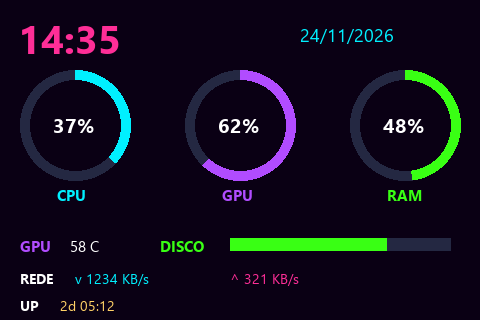 14:35 24/11/2026
37% 62% 48%
CPU GPU RAM
GPU 58 C DISCO
REDE v 1234 KB/s ^ 321 KB/s
UP 2d 05:12